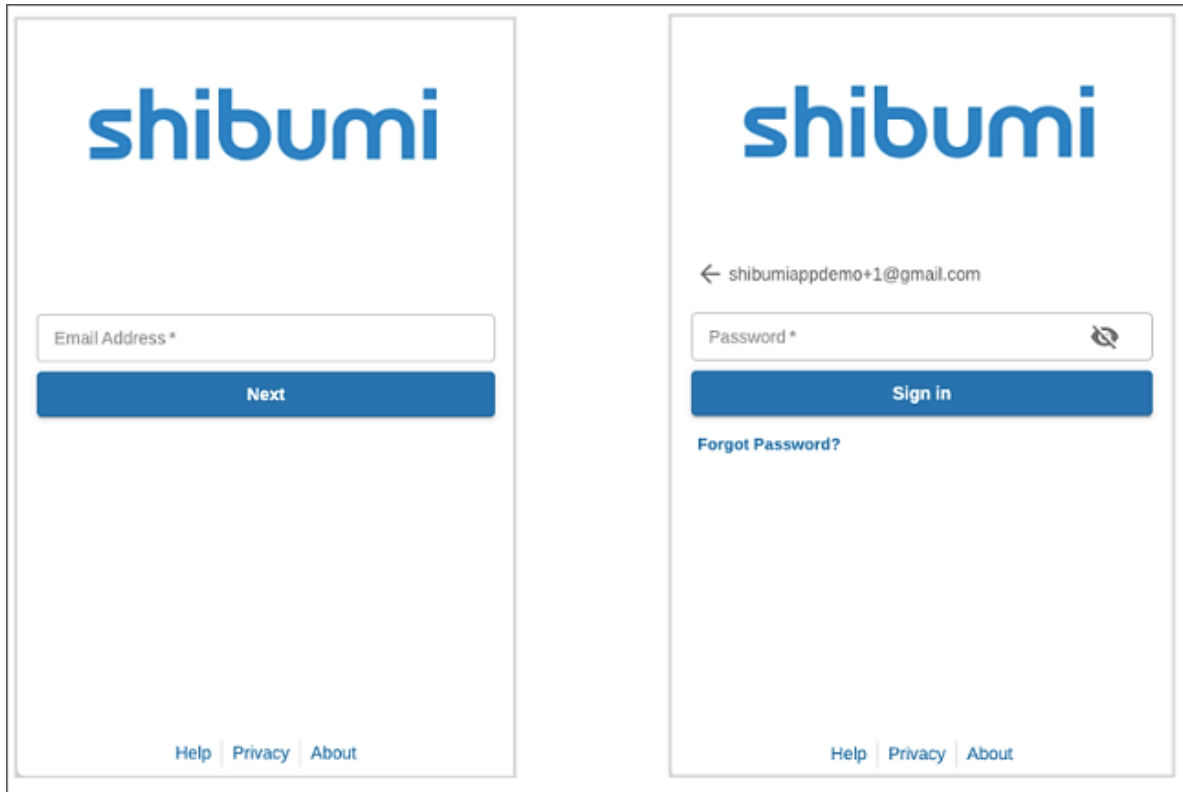 shibumi
Email Address *
Next
Help Privacy About
shibumi
shibumiappdemo+1@gmail.com
Password *
Sign in
Forgot Password?
Help Privacy About